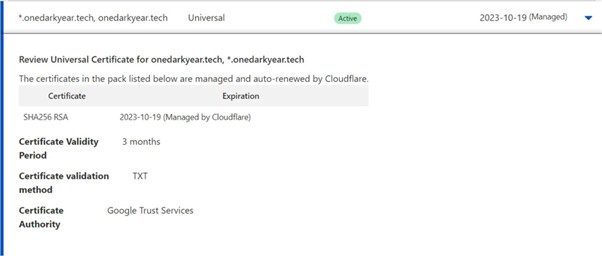 *.onedarkyear.tech, onedarkyear.tech Universal Active 2023-10-19 (Managed)
Review Universal Certificate for onedarkyear.tech, *.onedarkyear.tech
The certificates in the pack listed below are managed and auto-renewed by Cloudflare.
Certificate Expiration
SHA256 RSA 2023-10-19 (Managed by Cloudflare)
Certificate Validity 3 months
Period
Certificate validation TXT
method
Certificate Google Trust Services
Authority